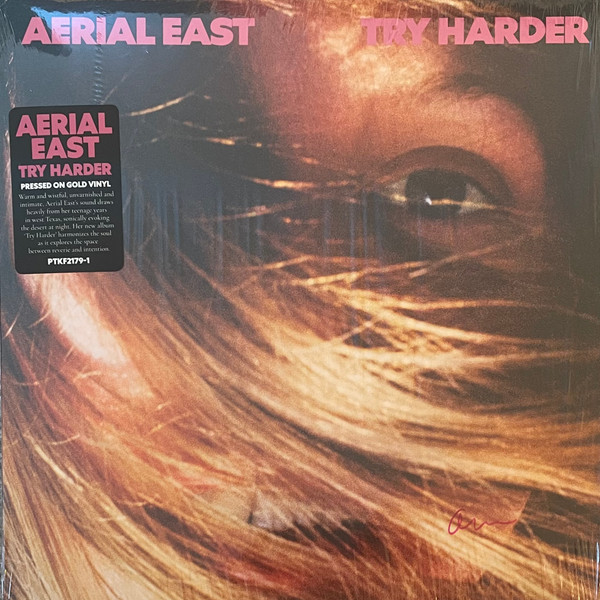 AERIAL EAST TRY HARDER
AERIAL
EAST
TRY HARDER
PRESSED ON GOLD VINYL
Warm and wistful, unvarnished and
intimate, Aerial East's sound draws
heavily from her teenage years
in west Texas, sonically evoking
the desert at night. Her new album
'Try Harder' harmonizes the soul
as it explores the space
between reverie and intention.
PTKF2179-1